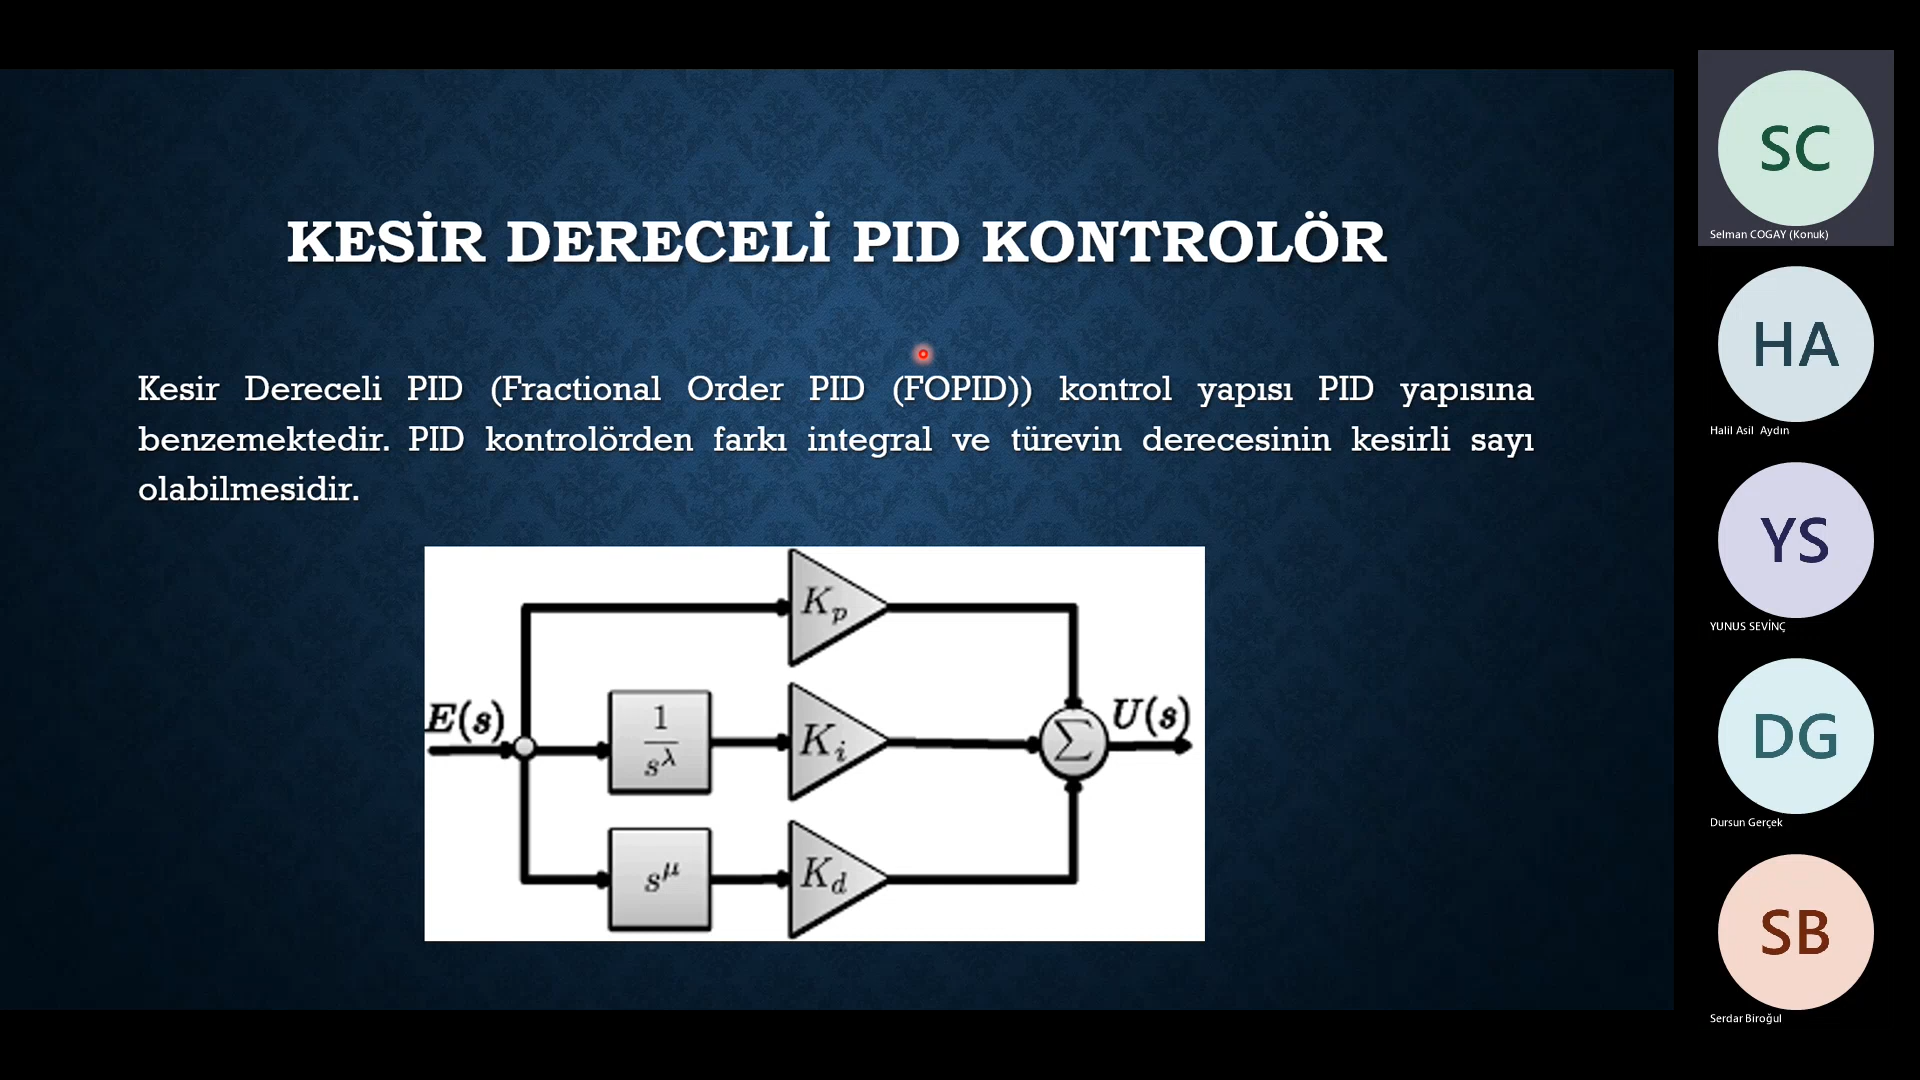 KESİR DERECELİ PID KONTROLÖR
Kesir Dereceli PID (Fractional Order PID (FOPID)) kontrol yapısı PID yapısına
benzemektedir. PID kontrolörden farkı integral ve türevin derecesinin kesirli sayı
olabilmesidir.
K_p
E(s)
1
s^λ
K_i
Σ
U(s)
s^μ
K_d
SC
Selman COGAY (Konuk)
HA
Halil Asil Aydın
YS
YUNUS SEVİNÇ
DG
Dursun Gerçek
SB
Serdar Biroğul